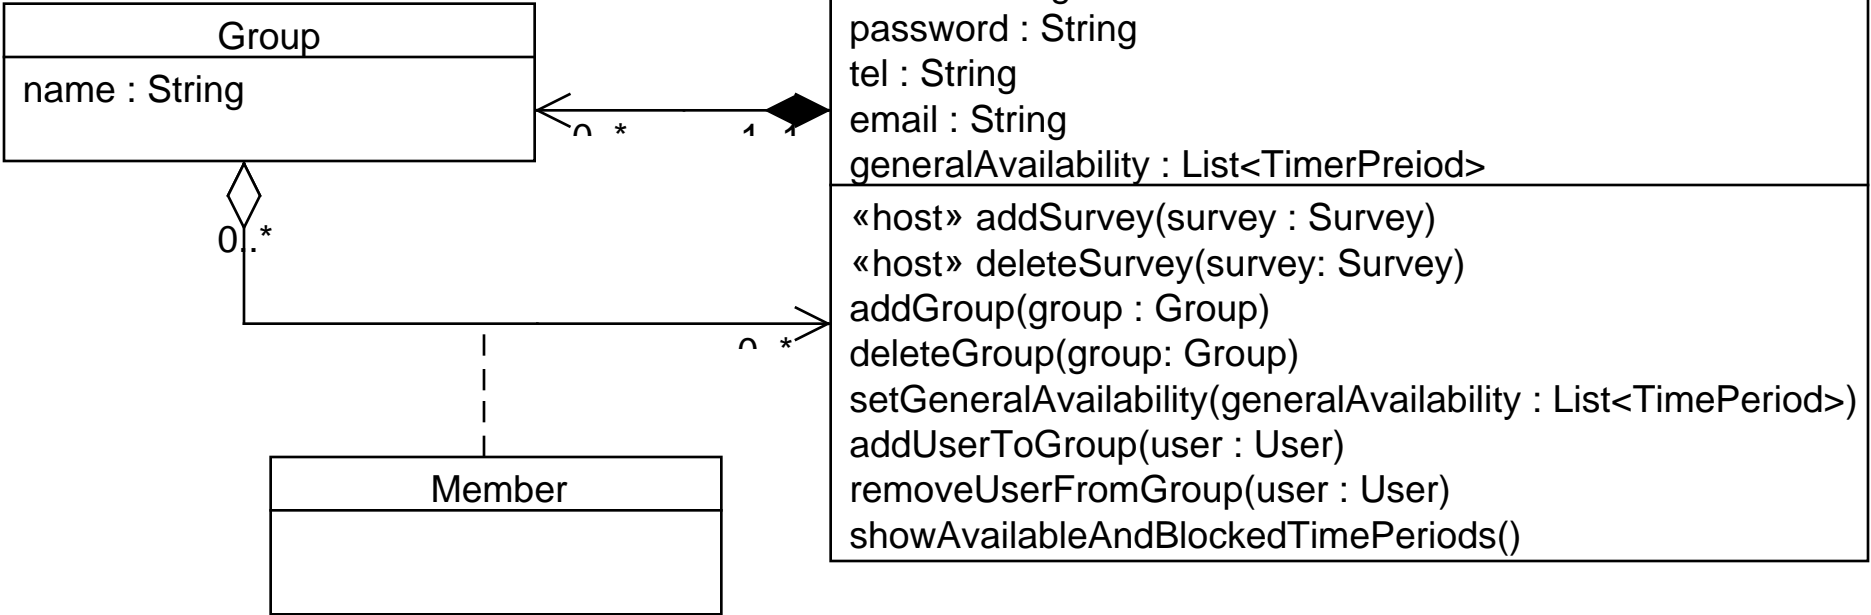 Group
name : String
password : String
tel : String
email : String
generalAvailability : List<TimerPreiod>
0..*
«host» addSurvey(survey : Survey)
«host» deleteSurvey(survey: Survey)
addGroup(group : Group)
deleteGroup(group: Group)
setGeneralAvailability(generalAvailability : List<TimePeriod>)
addUserToGroup(user : User)
removeUserFromGroup(user : User)
showAvailableAndBlockedTimePeriods()
Member